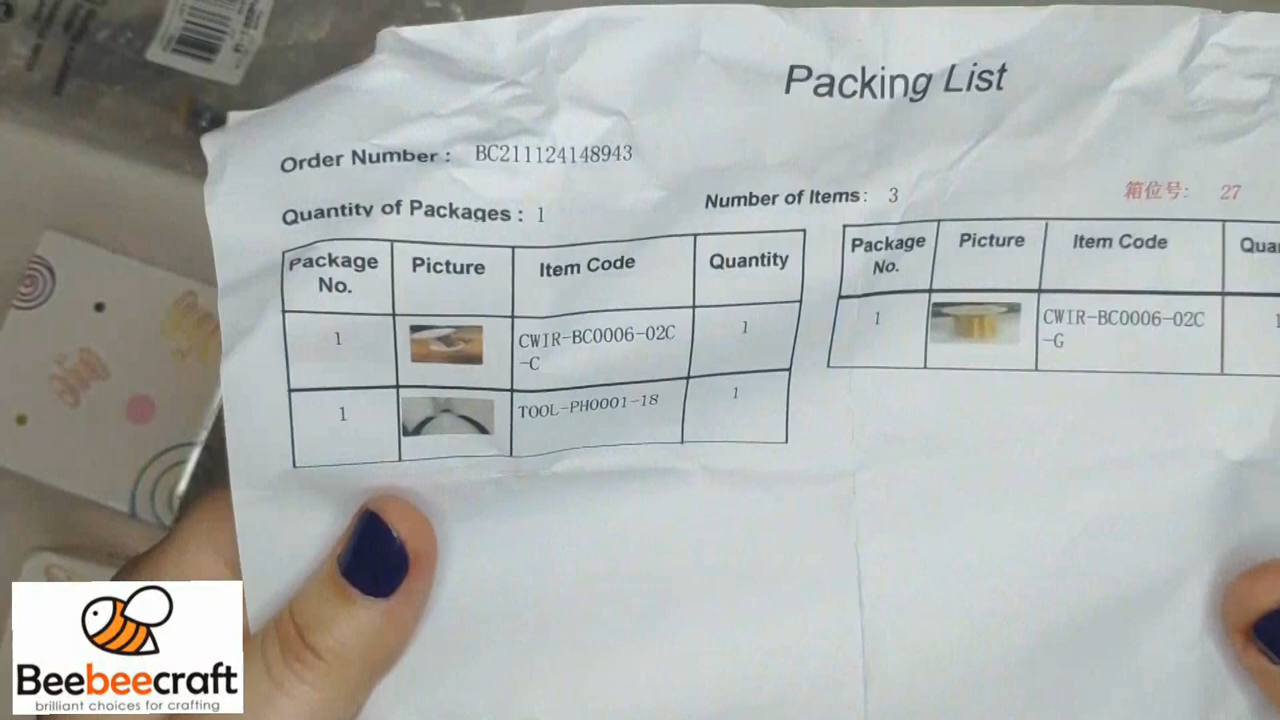 Packing List
Order Number : BC211124148943
Quantity of Packages : 1
Number of Items: 3
箱位号: 27
Package No. Picture Item Code Quantity
1 CWIR-BC0006-02C-C 1
1 TOOL-PH0001-18 1
Package No. Picture Item Code Qua
1 CWIR-BC0006-02C-G 1
Beebeecraft
brilliant choices for crafting